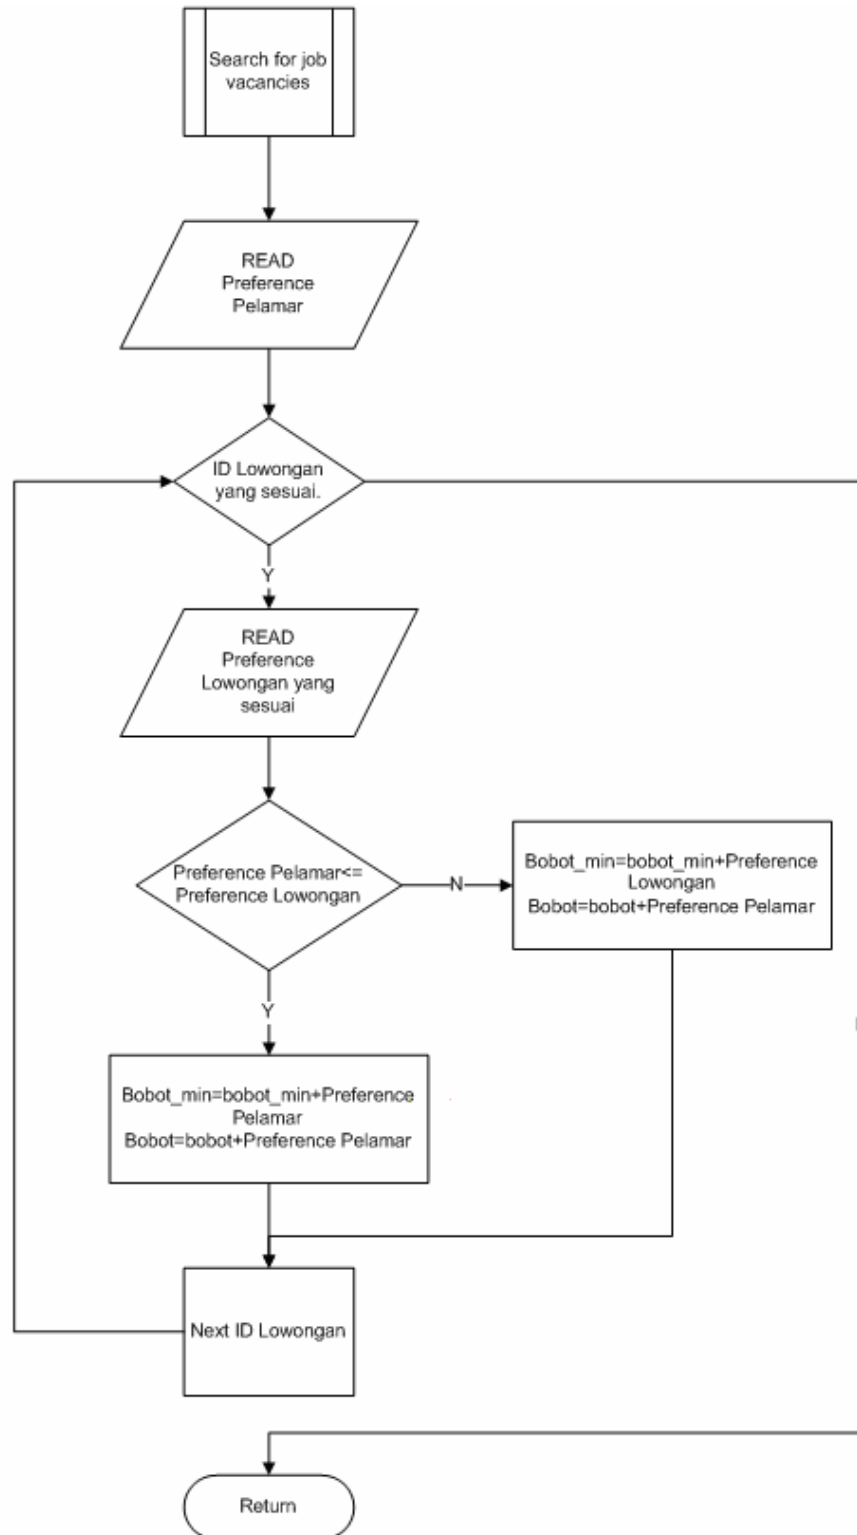 Search for job
vacancies
READ
Preference
Pelamar
ID Lowongan
yang sesuai.
Y
READ
Preference
Lowongan yang
sesuai
Preference Pelamar<=
Preference Lowongan
N
Bobot_min=bobot_min+Preference
Lowongan
Bobot=bobot+Preference Pelamar
Y
Bobot_min=bobot_min+Preference
Pelamar
Bobot=bobot+Preference Pelamar
Next ID Lowongan
Return